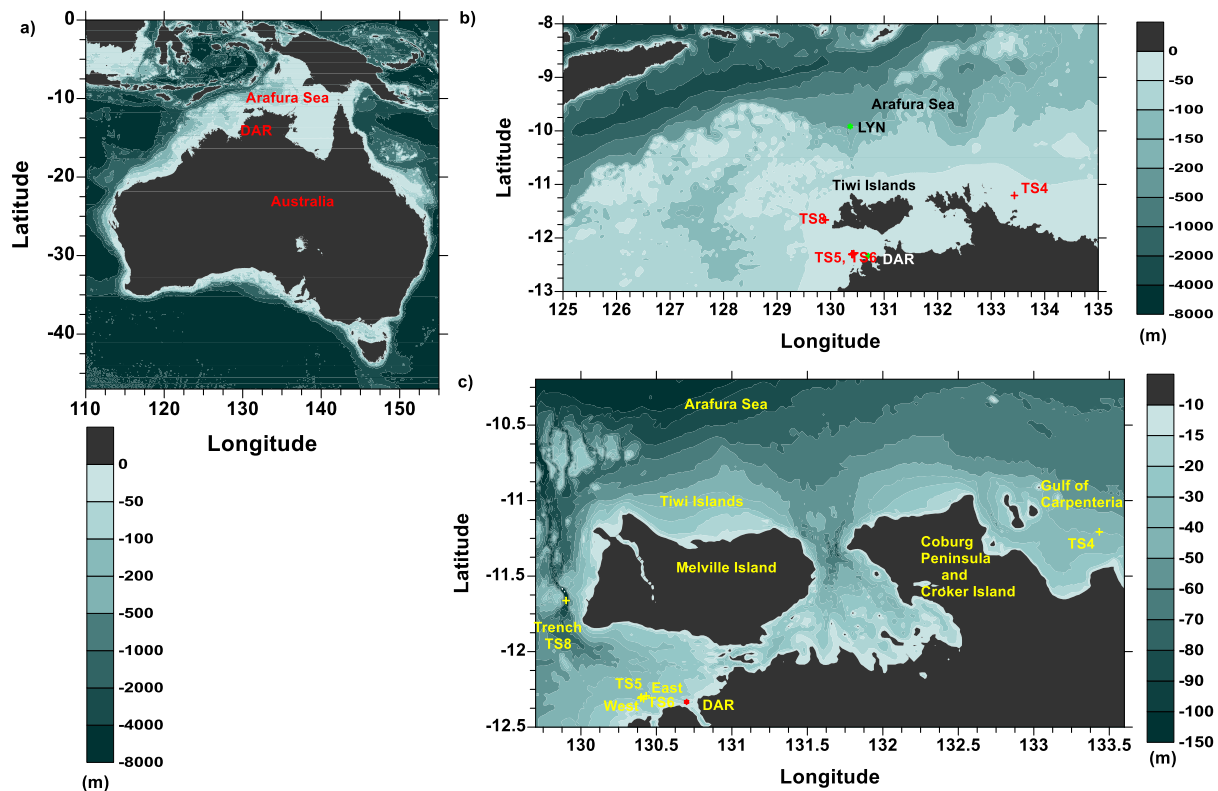 a)
0
-10
-20
-30
-40
Latitude
Arafura Sea
DAR
Australia
110
120
130
140
150
Longitude
0
-50
-100
-200
-500
-1000
-2000
-4000
-8000
(m)
b)
-8
-9
-10
-11
-12
-13
Latitude
Arafura Sea
LYN
Tiwi Islands
TS4
TS8
TS5, TS6
DAR
125
126
127
128
129
130
131
132
133
134
135
Longitude
0
-50
-100
-150
-200
-500
-2000
-4000
-8000
(m)
c)
-10.5
-11
-11.5
-12
-12.5
Latitude
Arafura Sea
Tiwi Islands
Gulf of
Carpenteria
TS4
Melville Island
Coburg
Peninsula
and
Croker Island
Trench
TS8
TS5
East
West
TS6
DAR
130
130.5
131
131.5
132
132.5
133
133.5
Longitude
-10
-15
-20
-30
-40
-50
-60
-70
-80
-90
-100
-150
(m)